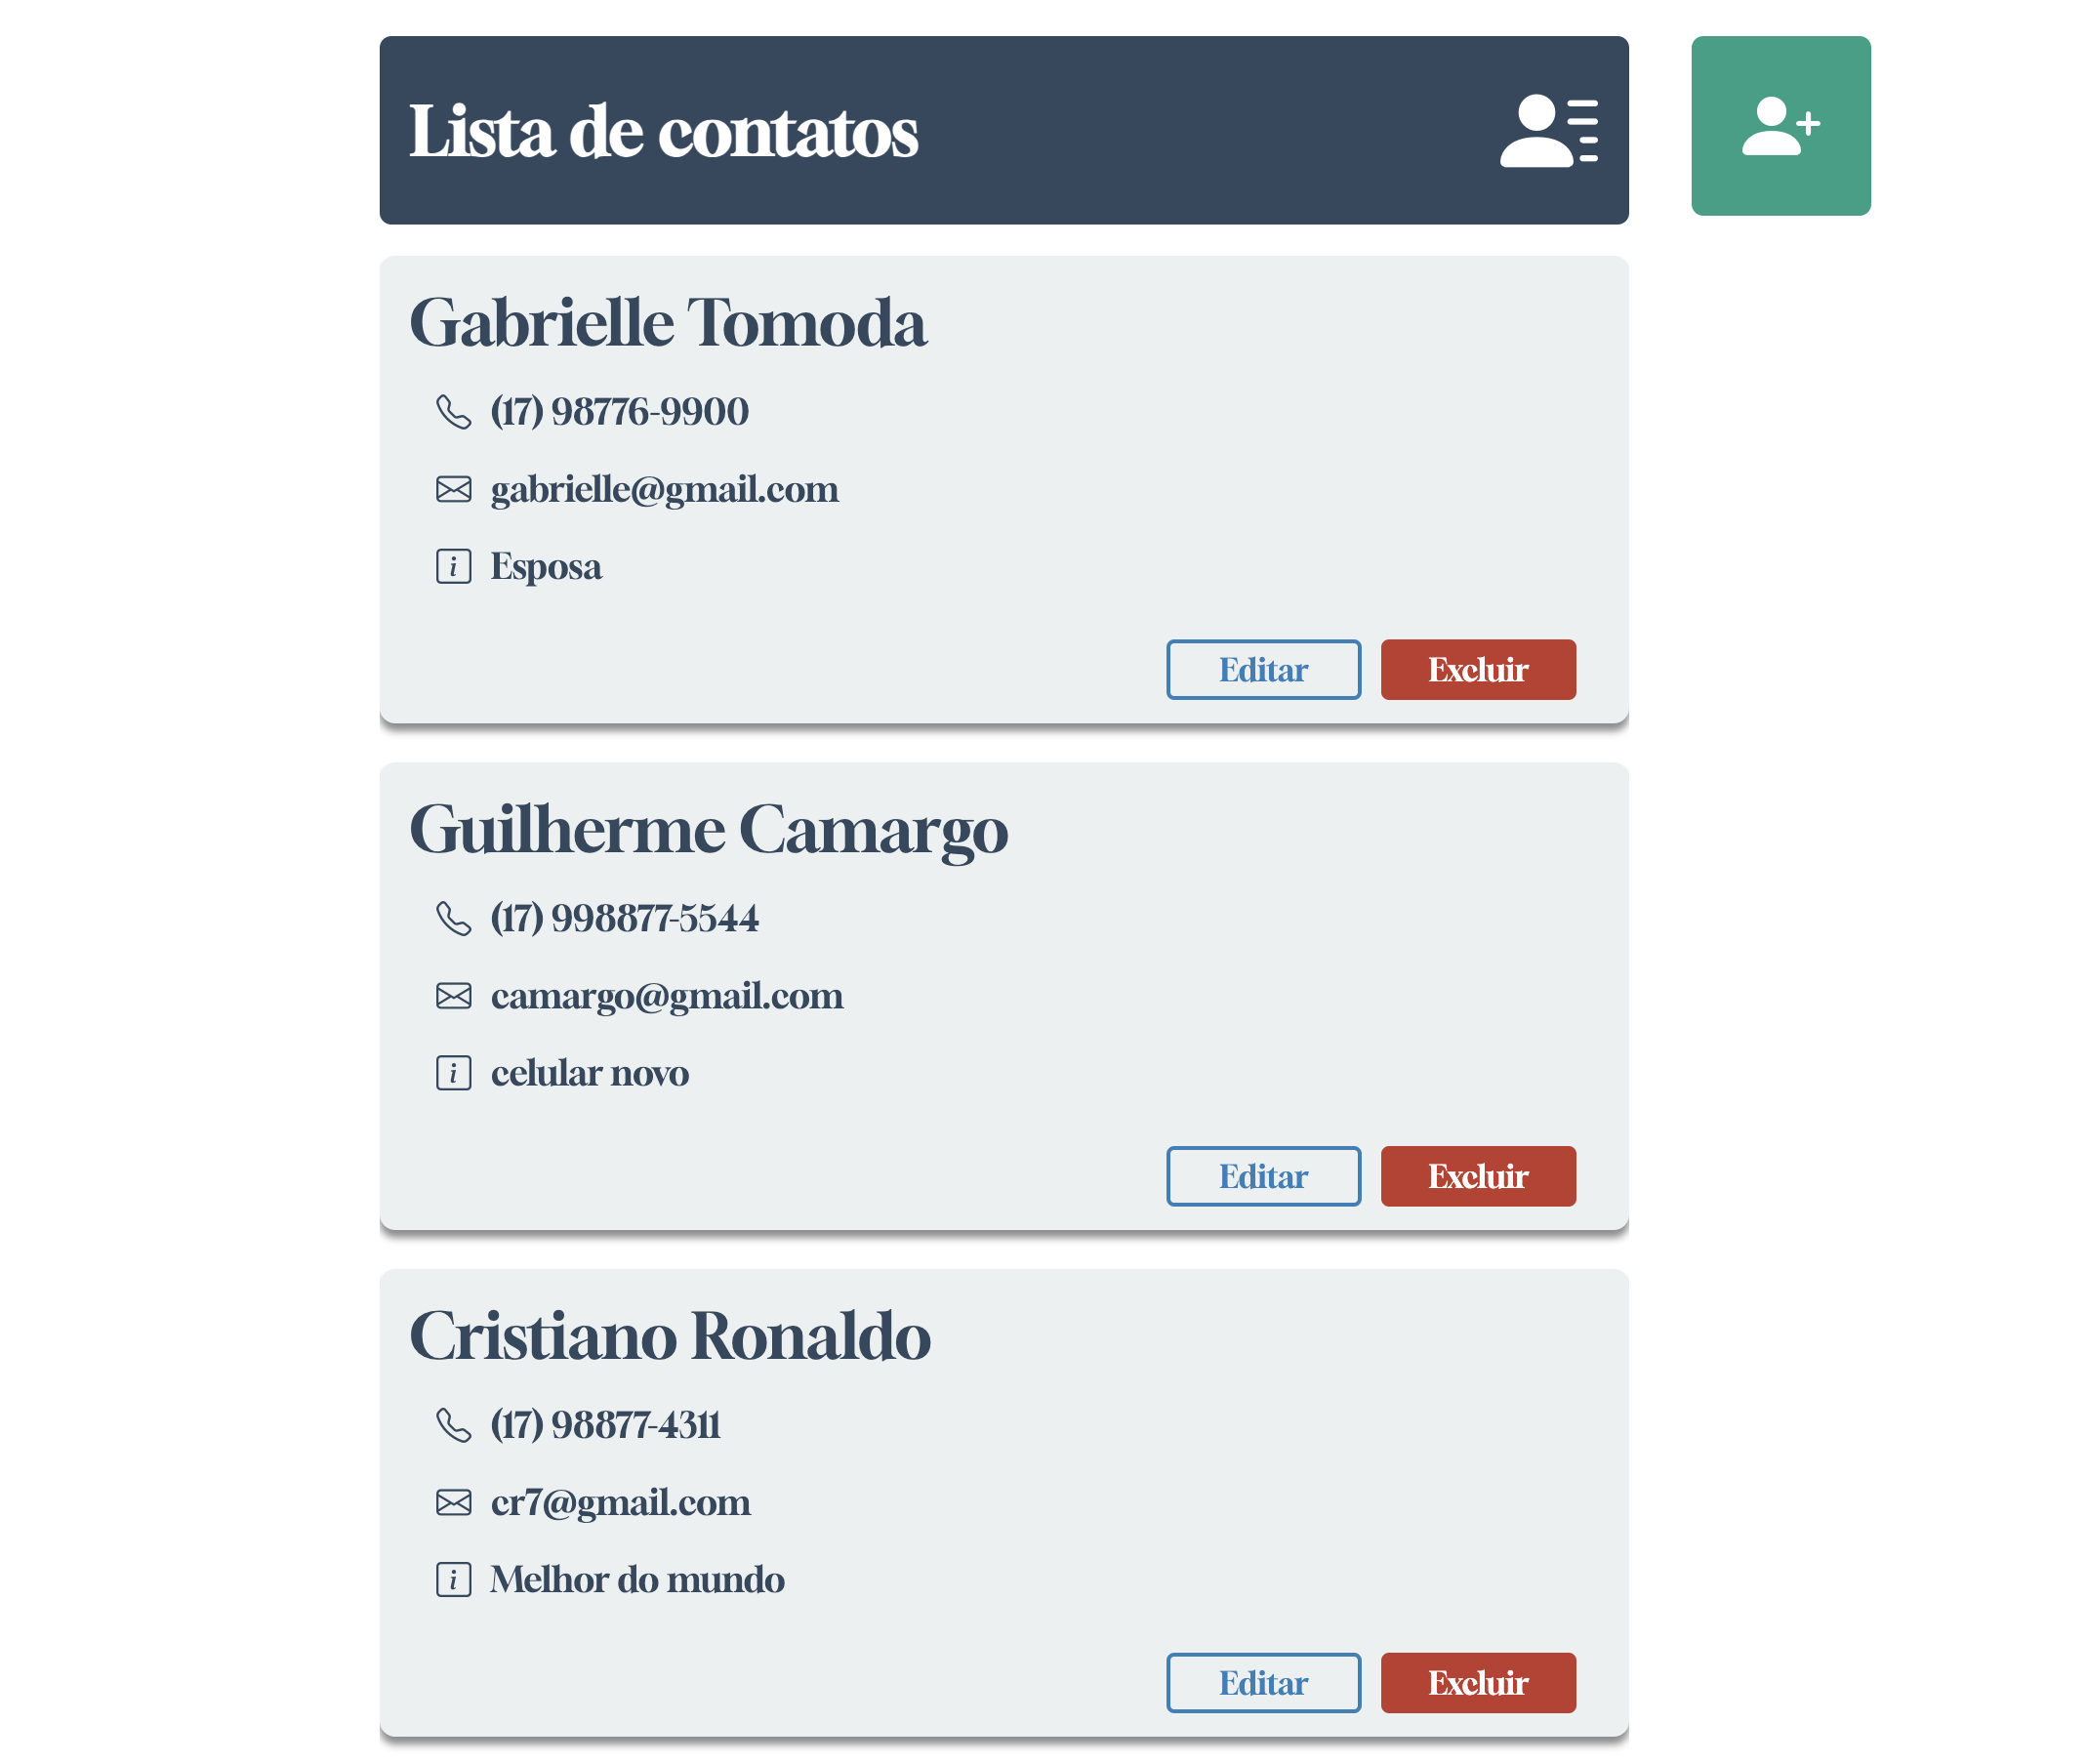 Lista de contatos
Gabrielle Tomoda
(17) 98776-9900
gabrielle@gmail.com
Esposa
Editar Excluir
Guilherme Camargo
(17) 998877-5544
camargo@gmail.com
celular novo
Editar Excluir
Cristiano Ronaldo
(17) 98877-4311
cr7@gmail.com
Melhor do mundo
Editar Excluir